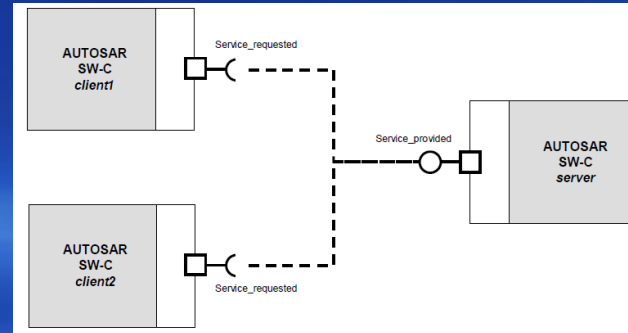 Service_requested
AUTOSAR
SW-C
client1
Service_provided
AUTOSAR
SW-C
server
AUTOSAR
SW-C
client2
Service_requested